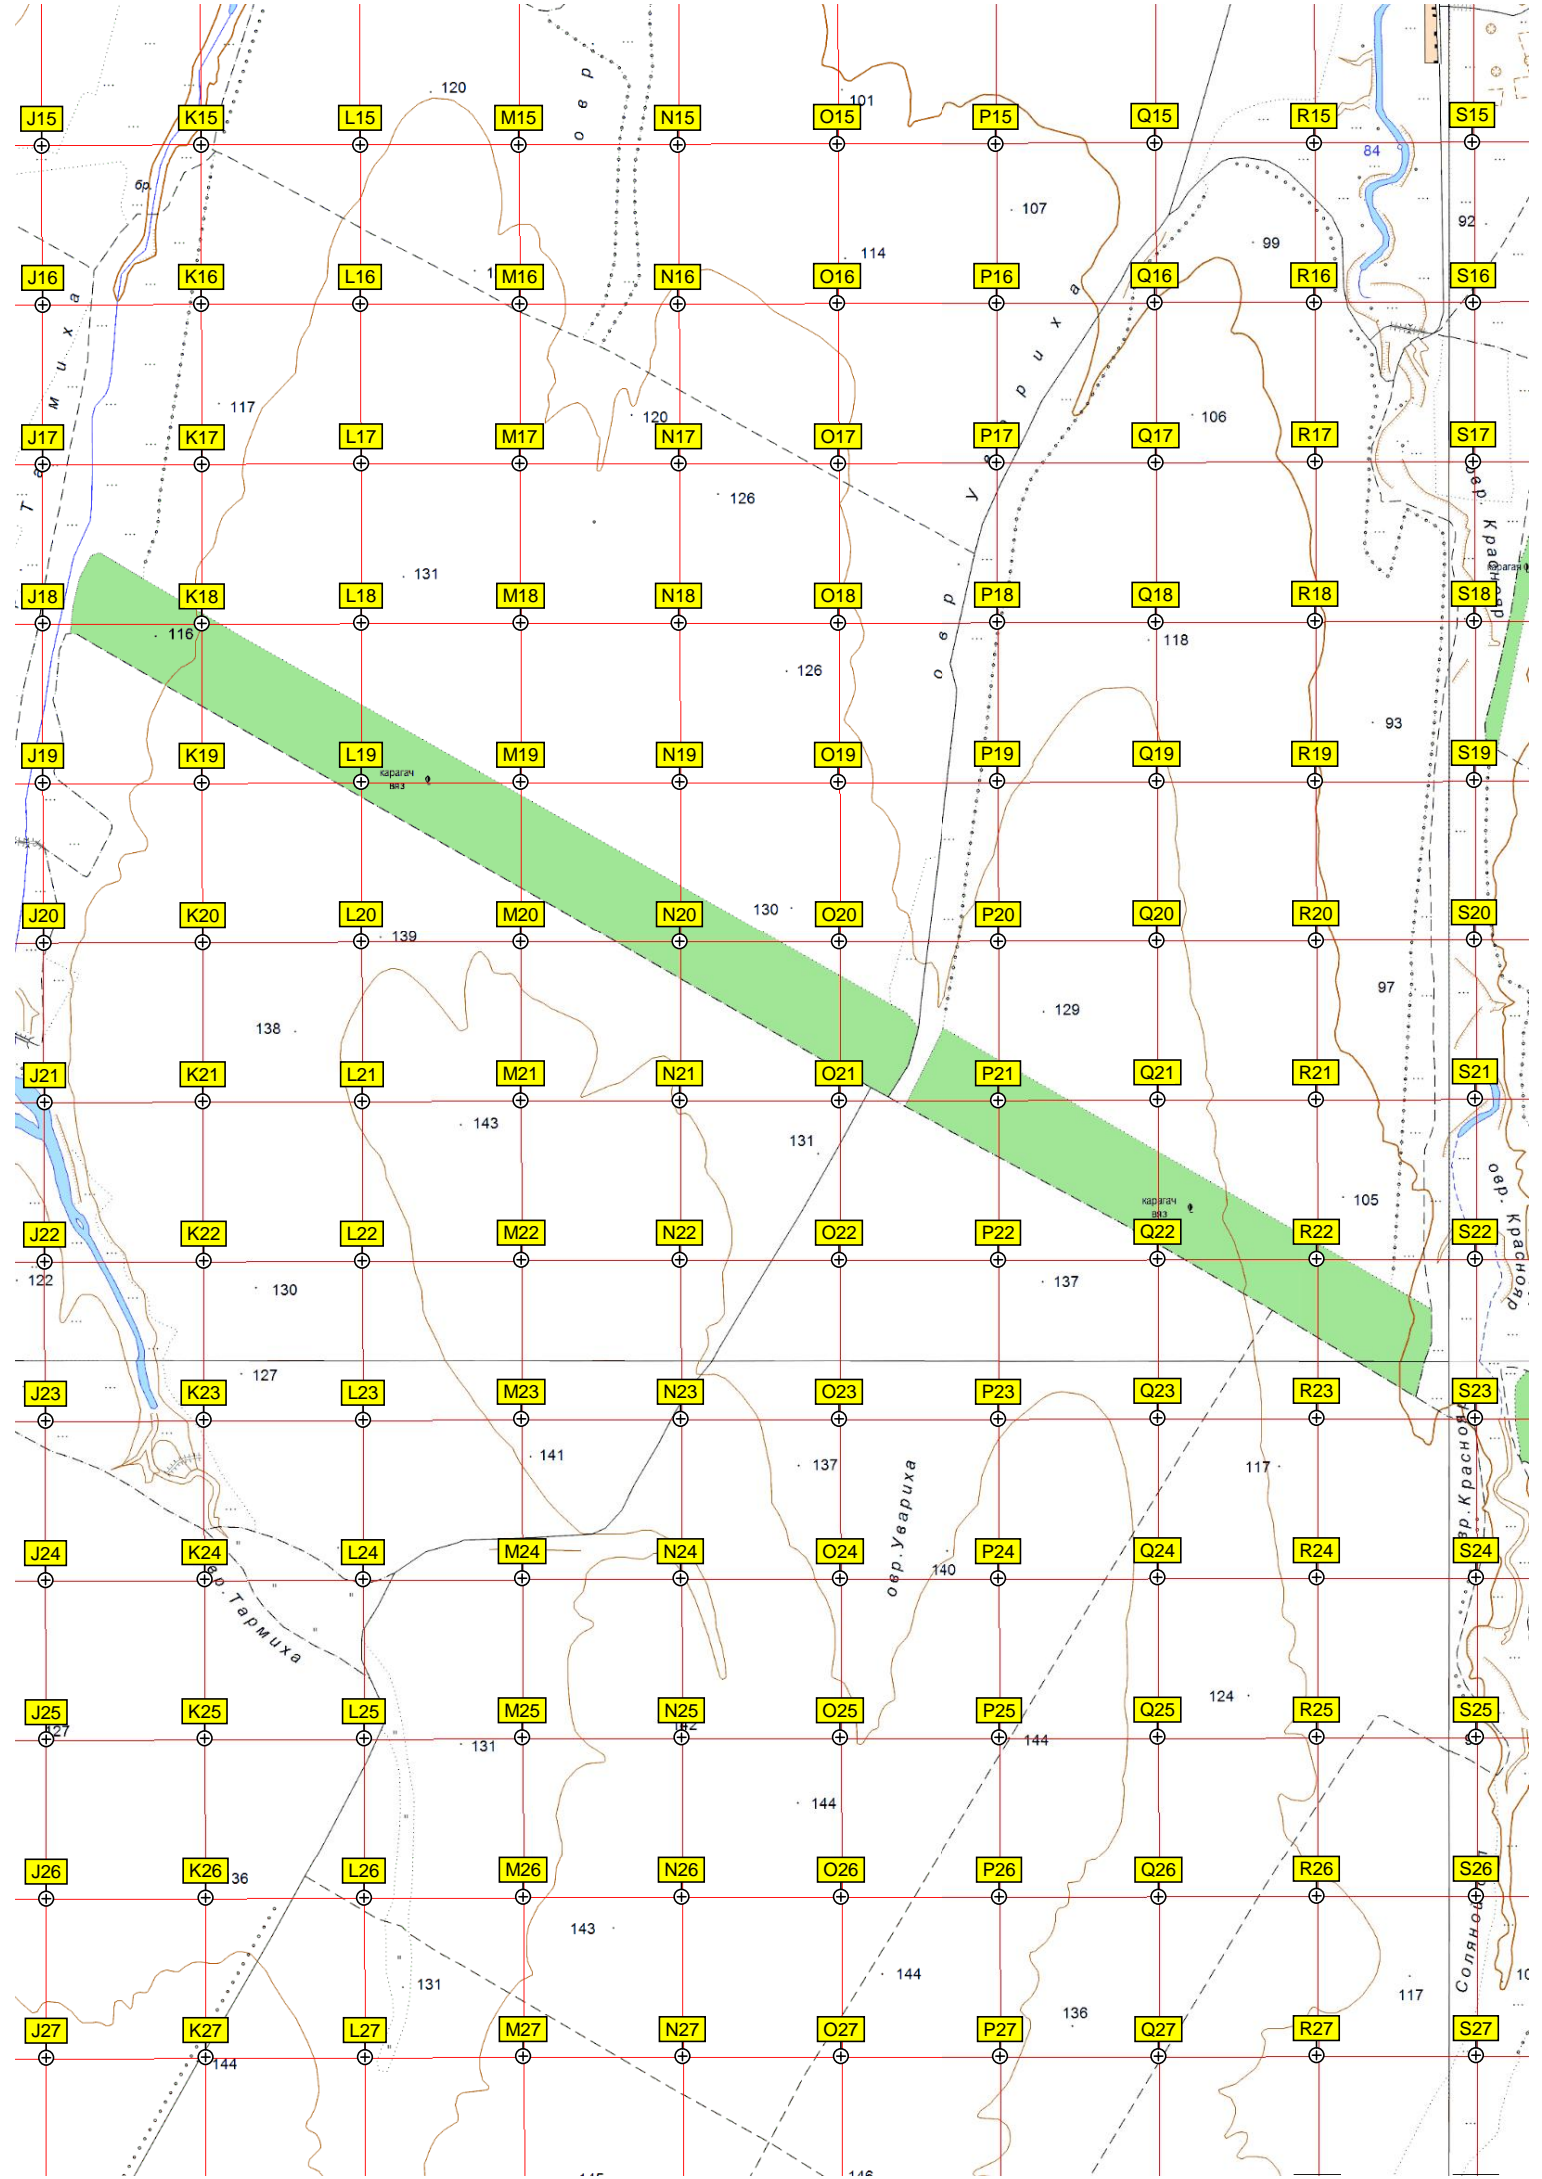 120
101
J15 K15 L15 M15 N15 O15 P15 Q15 R15 S15
овр
84
бр.
107
92
99
114
J16 K16 L16 M16 N16 O16 P16 Q16 R16 S16
117
120
106
J17 K17 L17 M17 N17 O17 P17 Q17 R17 S17
126
овр. Краснояр
карагач
131
J18 K18 L18 M18 N18 O18 P18 Q18 R18 S18
116
118
126
овр
93
J19 K19 L19 M19 N19 O19 P19 Q19 R19 S19
карагач
вяз
130
J20 K20 L20 M20 N20 O20 P20 Q20 R20 S20
139
97
129
138
J21 K21 L21 M21 N21 O21 P21 Q21 R21 S21
143
131
105
карагач
вяз
овр. Краснояр
J22 K22 L22 M22 N22 O22 P22 Q22 R22 S22
122
130
137
127
J23 K23 L23 M23 N23 O23 P23 Q23 R23 S23
141
137
117
овр. Увариха
J24 K24 L24 M24 N24 O24 P24 Q24 R24 S24
140
124
J25 K25 L25 M25 N25 O25 P25 Q25 R25 S25
131
144
144
J26 K26 L26 M26 N26 O26 P26 Q26 R26 S26
36
143
144
131
117
136
J27 K27 L27 M27 N27 O27 P27 Q27 R27 S27
144